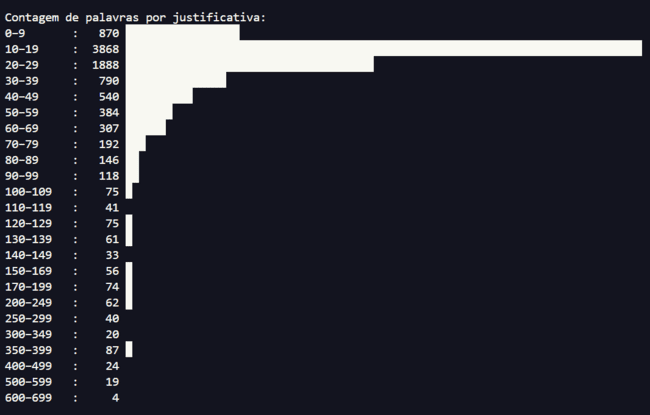 Contagem de palavras por justificativa:
0-9 : 870
10-19 : 3868
20-29 : 1888
30-39 : 790
40-49 : 540
50-59 : 384
60-69 : 307
70-79 : 192
80-89 : 146
90-99 : 118
100-109 : 75
110-119 : 41
120-129 : 75
130-139 : 61
140-149 : 33
150-169 : 56
170-199 : 74
200-249 : 62
250-299 : 40
300-349 : 20
350-399 : 87
400-499 : 24
500-599 : 19
600-699 : 4